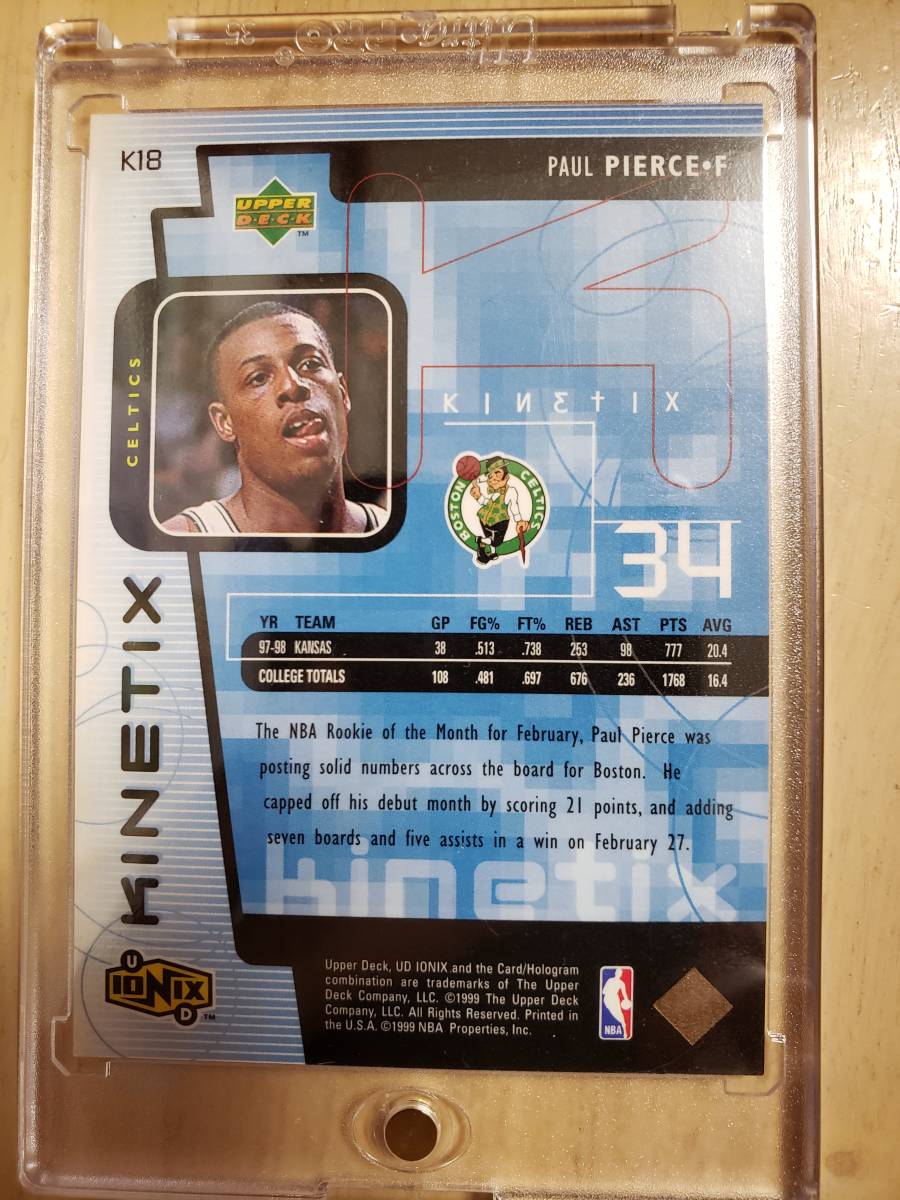 Ultra·PRO® 35
K18
PAUL PIERCE•F
UPPER
D·E·C·K
TM
CELTICS
KINETIX
BOSTON CELTICS
34
YR TEAM GP FG% FT% REB AST PTS AVG
97-98 KANSAS 38 .513 .738 253 98 777 20.4
COLLEGE TOTALS 108 .481 .697 676 236 1768 16.4
KINETIX
The NBA Rookie of the Month for February, Paul Pierce was
posting solid numbers across the board for Boston. He
capped off his debut month by scoring 21 points, and adding
seven boards and five assists in a win on February 27.
kinetix
U
IONIX
D TM
Upper Deck, UD IONIX and the Card/Hologram
combination are trademarks of The Upper
Deck Company, LLC. ©1999 The Upper Deck
Company, LLC. All Rights Reserved. Printed in
the U.S.A. ©1999 NBA Properties, Inc.
NBA